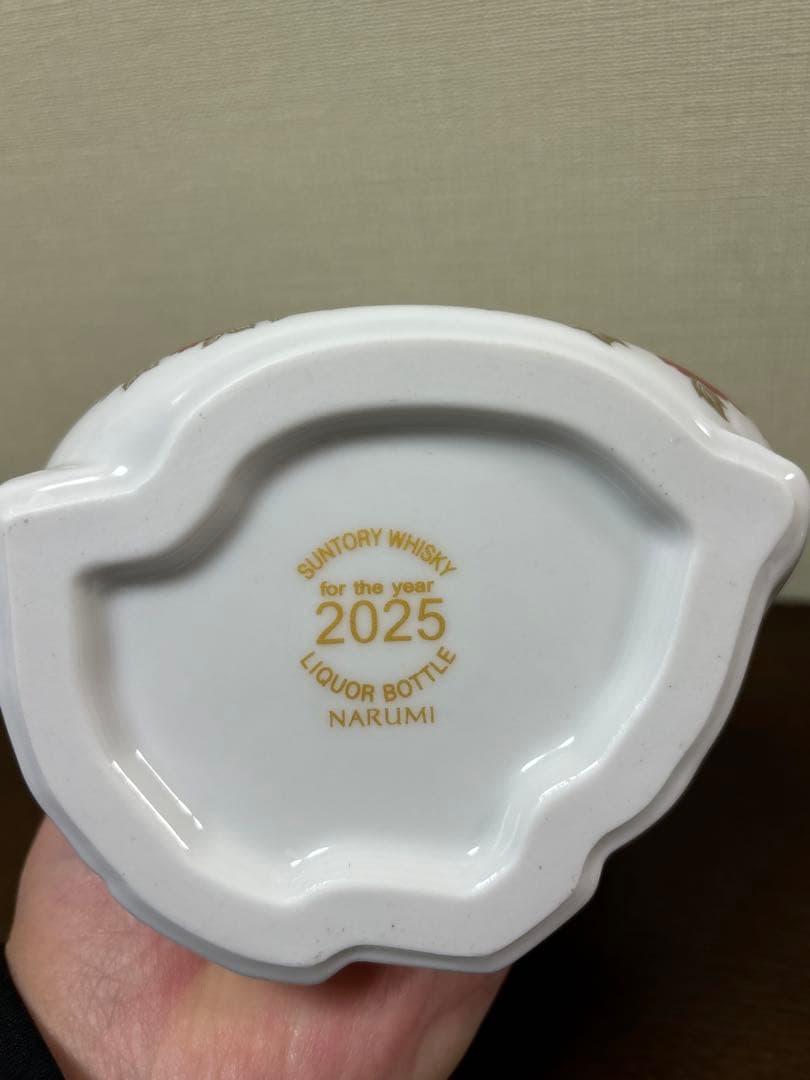 SUNTORY WHISKY
for the year
2025
LIQUOR BOTTLE
NARUMI